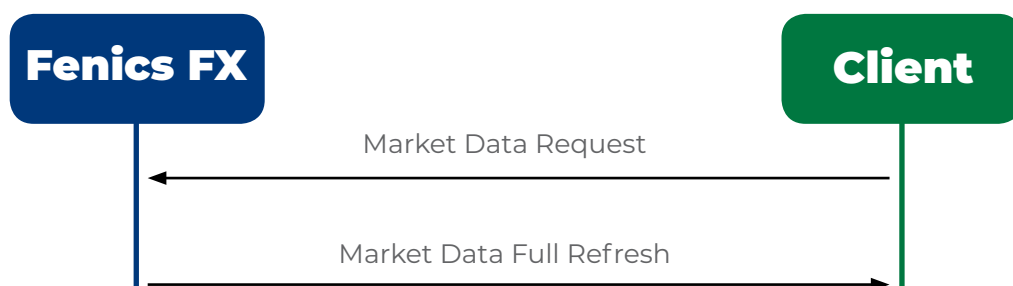 Fenics FX
Client
Market Data Request
Market Data Full Refresh